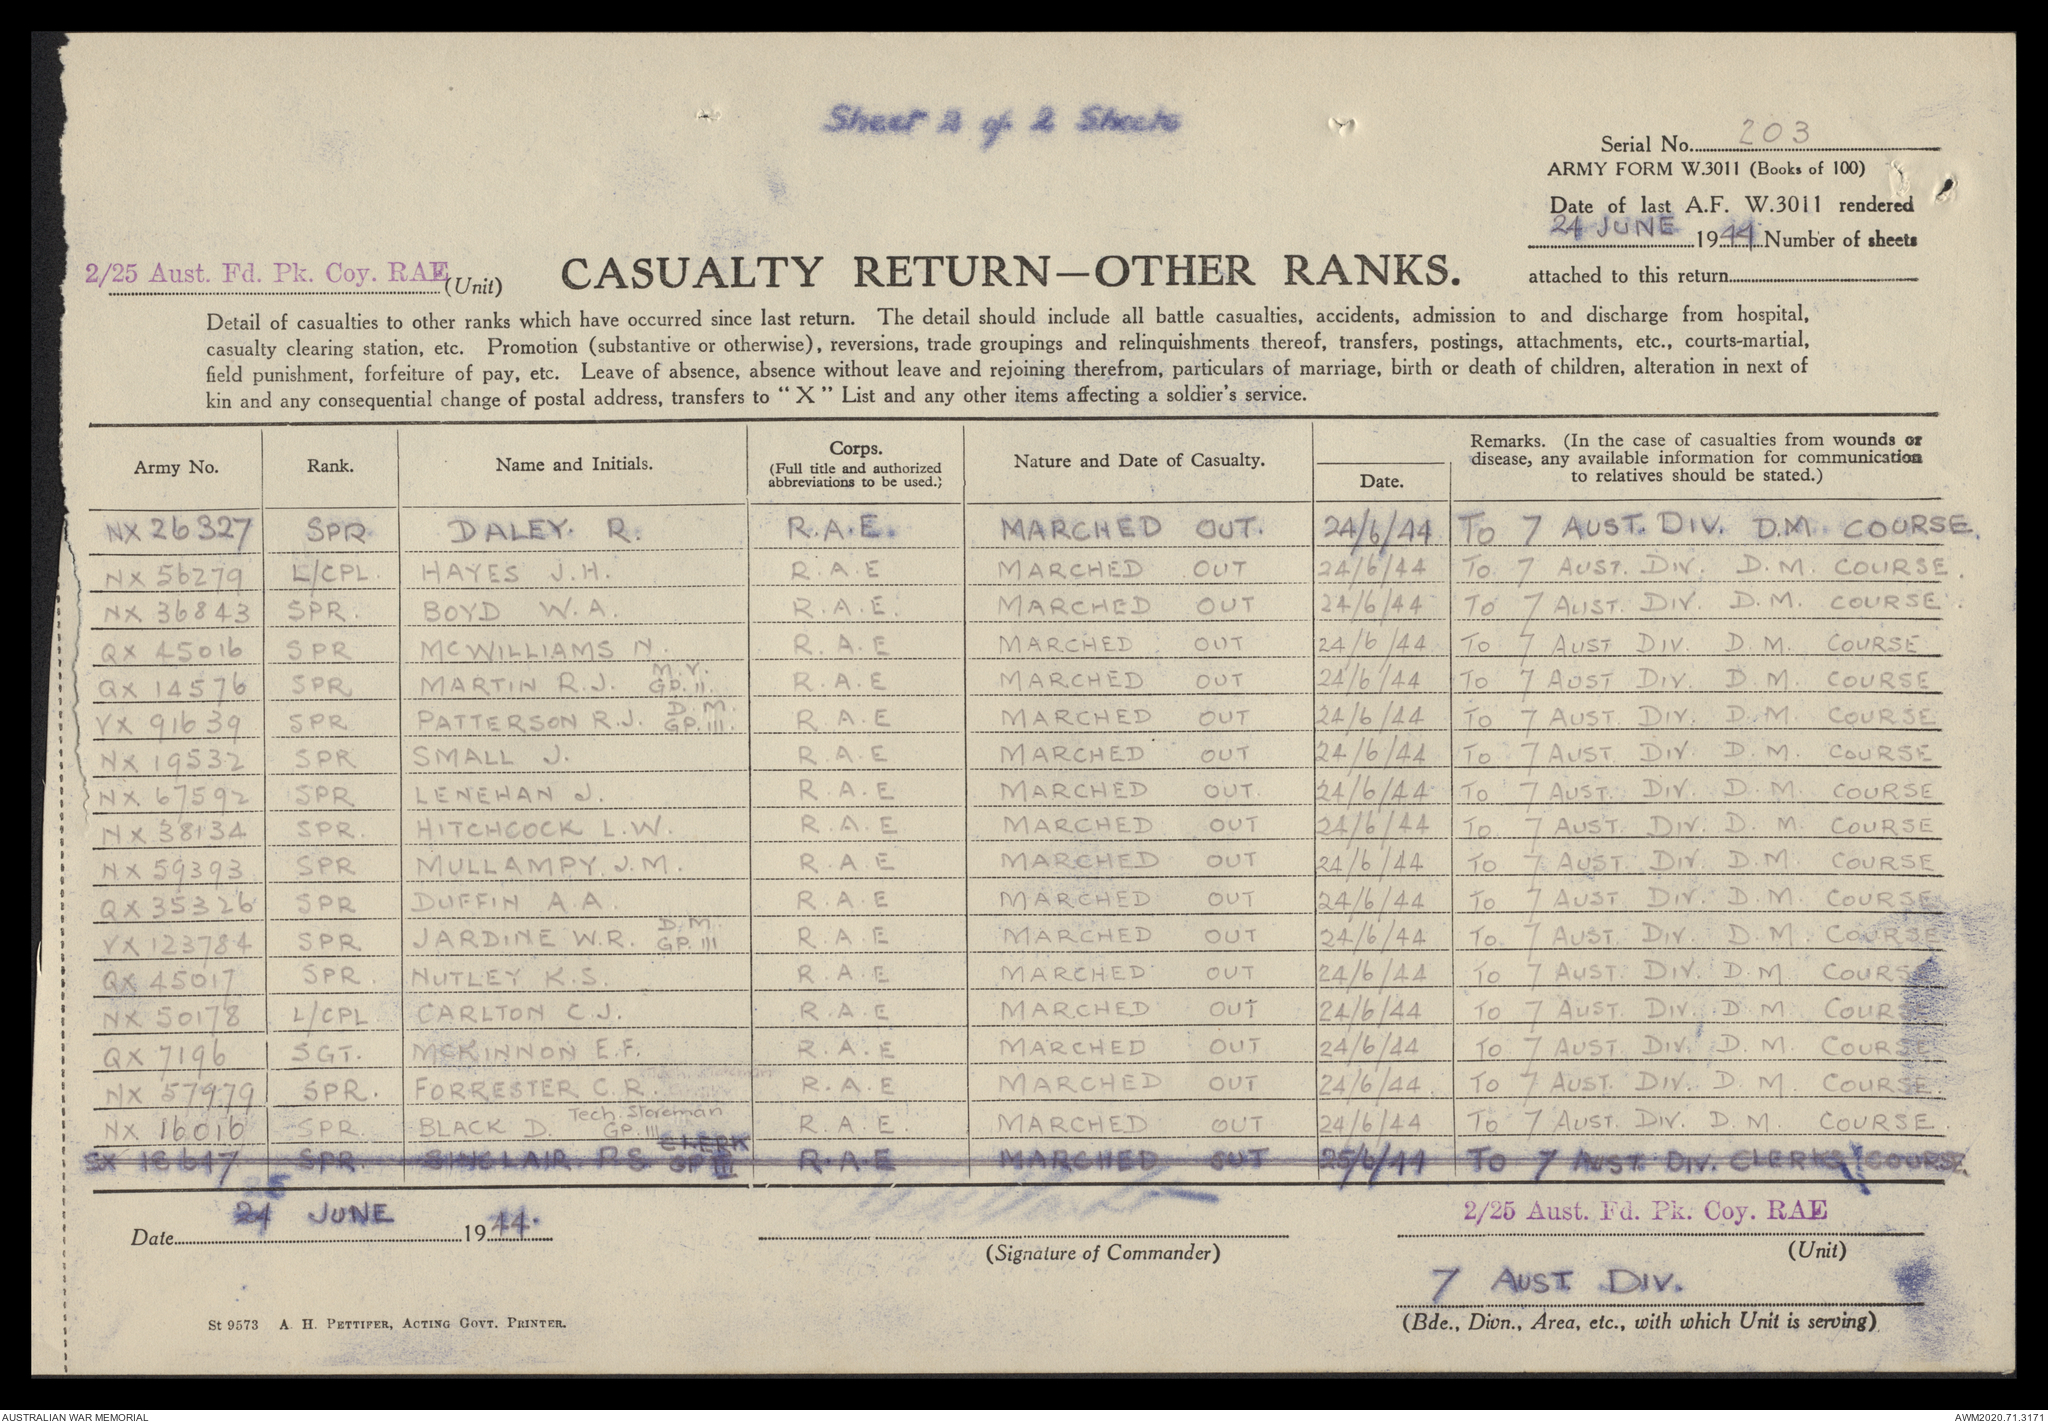 Sheet 2 of 2 Sheets
Serial No. 203
ARMY FORM W.3011 (Books of 100)
Date of last A.F. W.3011 rendered
24 JUNE 1944 Number of sheets
attached to this return
2/25 Aust. Fd. Pk. Coy. RAE (Unit)
CASUALTY RETURN—OTHER RANKS.
Detail of casualties to other ranks which have occurred since last return. The detail should include all battle casualties, accidents, admission to and discharge from hospital,
casualty clearing station, etc. Promotion (substantive or otherwise), reversions, trade groupings and relinquishments thereof, transfers, postings, attachments, etc., courts-martial,
field punishment, forfeiture of pay, etc. Leave of absence, absence without leave and rejoining therefrom, particulars of marriage, birth or death of children, alteration in next of
kin and any consequential change of postal address, transfers to “ X ” List and any other items affecting a soldier's service.
Army No. Rank. Name and Initials. Corps. (Full title and authorized abbreviations to be used.) Nature and Date of Casualty. Date. Remarks. (In the case of casualties from wounds or disease, any available information for communication to relatives should be stated.)
NX 26327 SPR DALEY. R. R.A.E. MARCHED OUT. 24/6/44 To 7 AUST. DIV. D.M. COURSE.
NX 56279 L/CPL. HAYES J.H. R.A.E MARCHED OUT 24/6/44 To 7 AUST. DIV. D.M. COURSE.
NX 36843 SPR. BOYD W.A. R.A.E. MARCHED OUT 24/6/44 To 7 AUST. DIV. D.M. COURSE.
QX 45016 SPR MCWILLIAMS N. R.A.E MARCHED OUT 24/6/44 To 7 AUST DIV. D.M. COURSE
QX 14576 SPR MARTIN R.J. M.Y. GP. II. R.A.E MARCHED OUT 24/6/44 To 7 AUST DIV. D.M. COURSE
VX 91639 SPR PATTERSON R.J. D.M. GP. III. R.A.E MARCHED OUT 24/6/44 To 7 AUST. DIV. D.M. COURSE
NX 19532 SPR SMALL J. R.A.E MARCHED OUT 24/6/44 To 7 AUST. DIV. D.M. COURSE
NX 67592 SPR LENEHAN J. R.A.E MARCHED OUT. 24/6/44 To 7 AUST. DIV. D.M. COURSE
NX 38134 SPR. HITCHCOCK L.W. R.A.E MARCHED OUT 24/6/44 To 7 AUST. DIV. D.M. COURSE
NX 59393 SPR MULLAMPY J.M. R.A.E MARCHED OUT 24/6/44 To 7 AUST. DIV. D.M. COURSE
QX 35326 SPR DUFFIN A.A. R.A.E MARCHED OUT 24/6/44 To 7 AUST. DIV. D.M. COURSE
VX 123784 SPR JARDINE W.R. D.M. GP. III R.A.E MARCHED OUT 24/6/44 To 7 AUST. DIV. D.M. COURSE
QX 45017 SPR. NUTLEY K.S. R.A.E MARCHED OUT 24/6/44 To 7 AUST. DIV. D.M. COURSE
NX 50178 L/CPL CARLTON C.J. R.A.E MARCHED OUT 24/6/44 To 7 AUST. DIV. D.M. COURSE
QX 7196 SGT. MCKINNON E.F. R.A.E MARCHED OUT 24/6/44 To 7 AUST. DIV. D.M. COURSE
NX 57979 SPR. FORRESTER C.R. R.A.E MARCHED OUT 24/6/44 To 7 AUST. DIV. D.M. COURSE.
NX 16016 SPR. BLACK D. Tech. Storeman GP. III R.A.E. MARCHED OUT 24/6/44 To 7 AUST DIV D.M. COURSE.
SX 18617 SPR. SINCLAIR R.S CLERK GP III R.A.E MARCHED OUT 25/6/44 To 7 AUST. DIV. CLERKS COURSE.
Date 24 25 JUNE 1944.
(Signature of Commander)
2/25 Aust. Fd. Pk. Coy. RAE
(Unit)
7 AUST DIV.
(Bde., Divn., Area, etc., with which Unit is serving)
St 9573 A. H. PETTIFER, ACTING GOVT. PRINTER.
AUSTRALIAN WAR MEMORIAL
AWM2020.71.3171